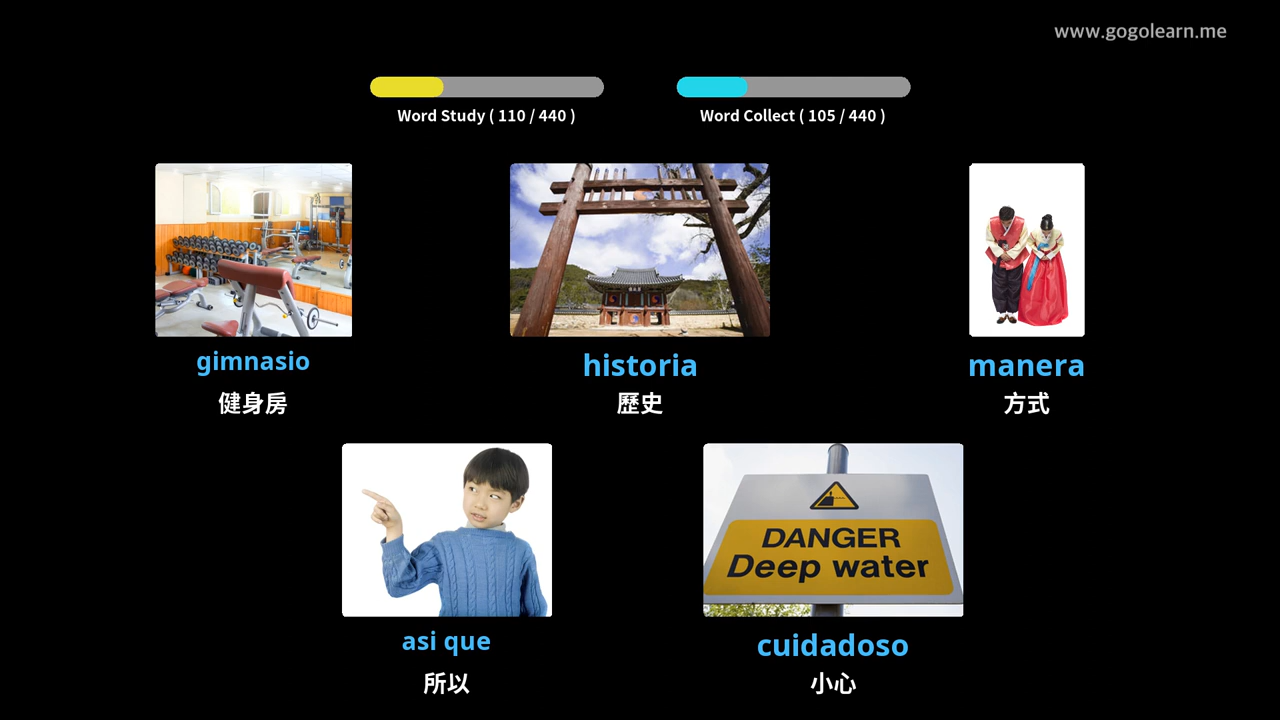 www.gogolearn.me
Word Study ( 110 / 440 )
Word Collect ( 105 / 440 )
gimnasio
健身房
historia
歷史
manera
方式
DANGER
Deep water
asi que
所以
cuidadoso
小心